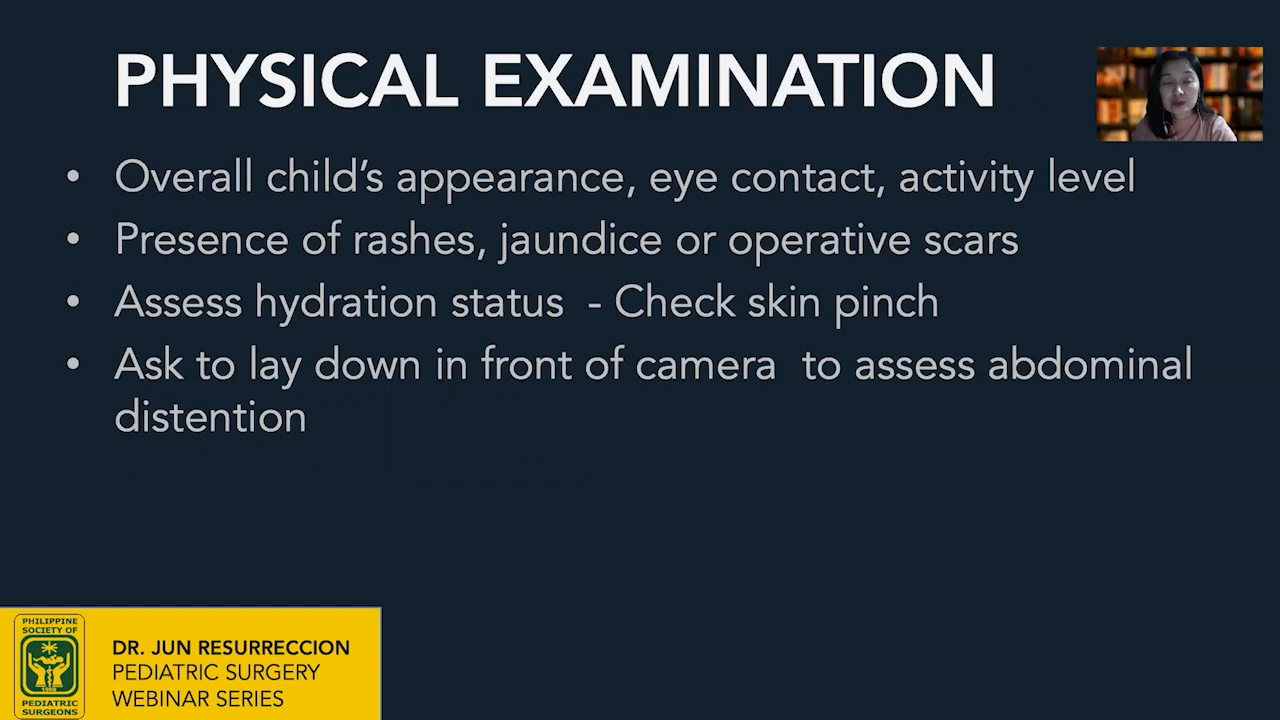 PHYSICAL EXAMINATION
• Overall child's appearance, eye contact, activity level
• Presence of rashes, jaundice or operative scars
• Assess hydration status - Check skin pinch
• Ask to lay down in front of camera to assess abdominal
distention
PHILIPPINE
SOCIETY OF
PEDIATRIC
SURGEONS
DR. JUN RESURRECCION
PEDIATRIC SURGERY
WEBINAR SERIES